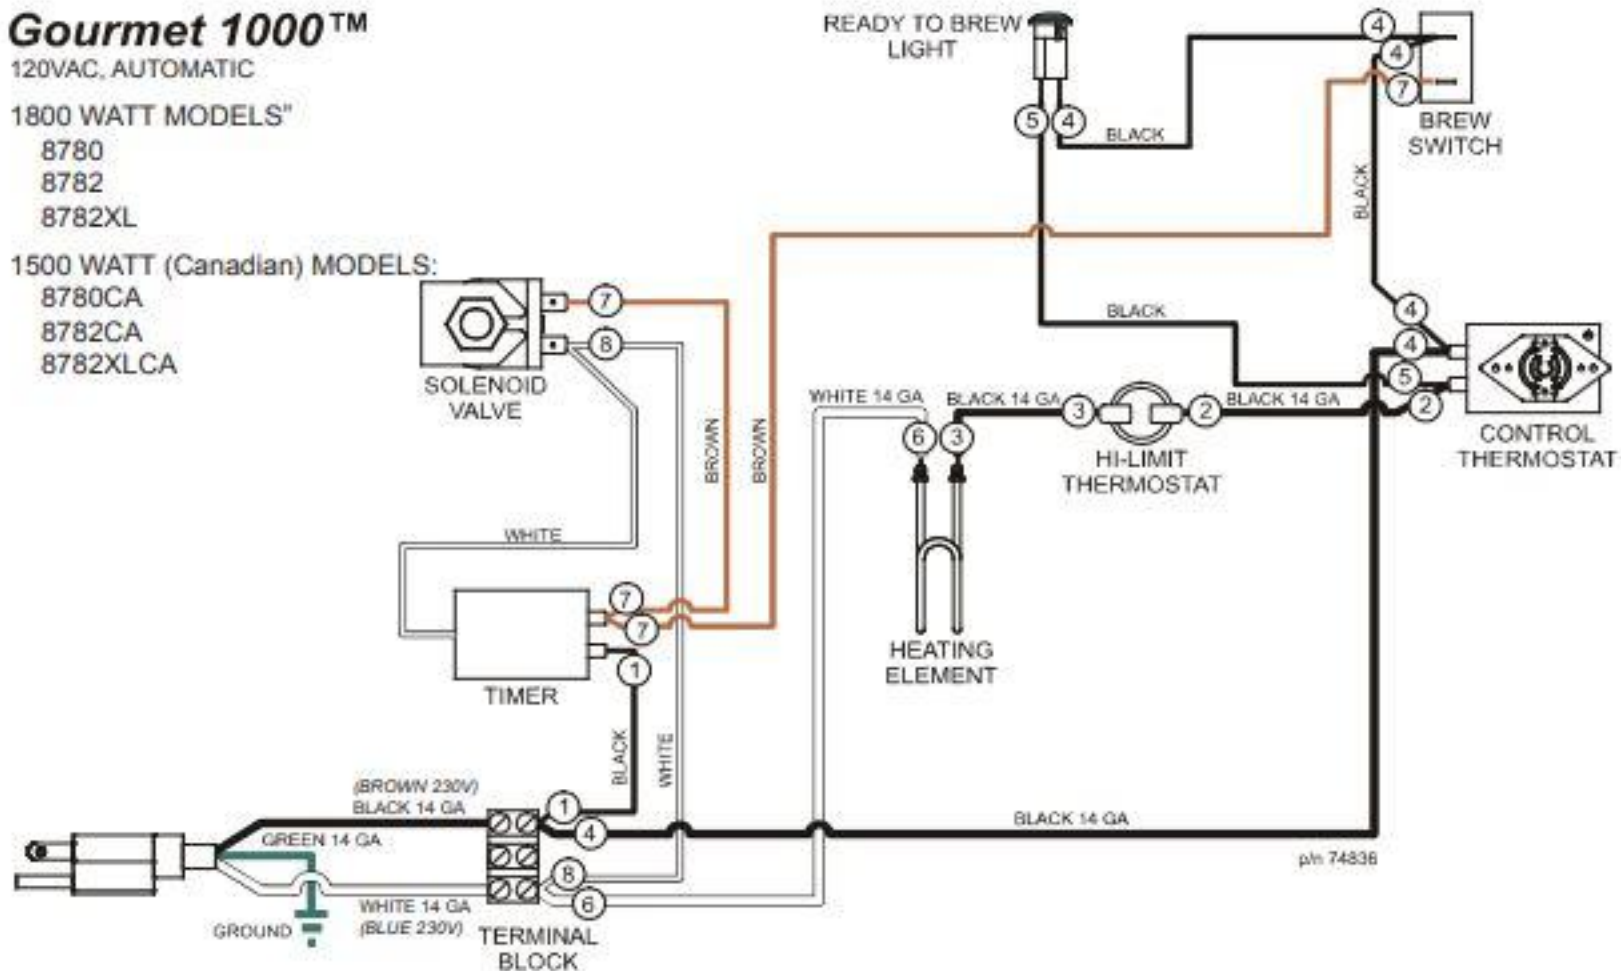 Gourmet 1000™
120VAC, AUTOMATIC
1800 WATT MODELS"
8780
8782
8782XL
1500 WATT (Canadian) MODELS:
8780CA
8782CA
8782XLCA
READY TO BREW
LIGHT
5
4
BLACK
4
4
7
BREW
SWITCH
BLACK
BLACK
4
4
5
2
CONTROL
THERMOSTAT
7
8
SOLENOID
VALVE
WHITE 14 GA
BLACK 14 GA
3
2
BLACK 14 GA
6
3
HI-LIMIT
THERMOSTAT
BROWN
BROWN
WHITE
HEATING
ELEMENT
7
7
1
TIMER
BLACK
WHITE
(BROWN 230V)
BLACK 14 GA
1
4
BLACK 14 GA
GREEN 14 GA
p/n 74836
8
6
WHITE 14 GA
(BLUE 230V)
GROUND
TERMINAL
BLOCK